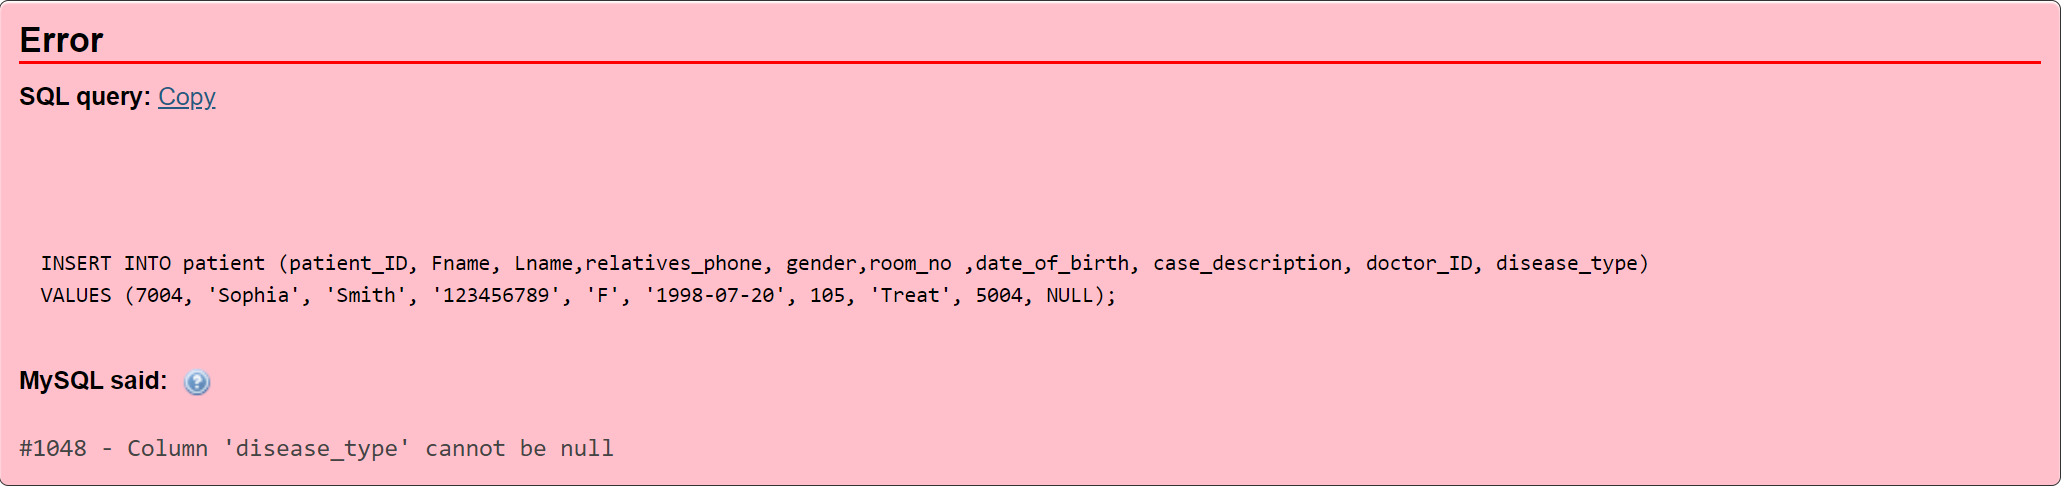 Error
SQL query: Copy
INSERT INTO patient (patient_ID, Fname, Lname,relatives_phone, gender,room_no ,date_of_birth, case_description, doctor_ID, disease_type)
VALUES (7004, 'Sophia', 'Smith', '123456789', 'F', '1998-07-20', 105, 'Treat', 5004, NULL);
MySQL said:
#1048 - Column 'disease_type' cannot be null